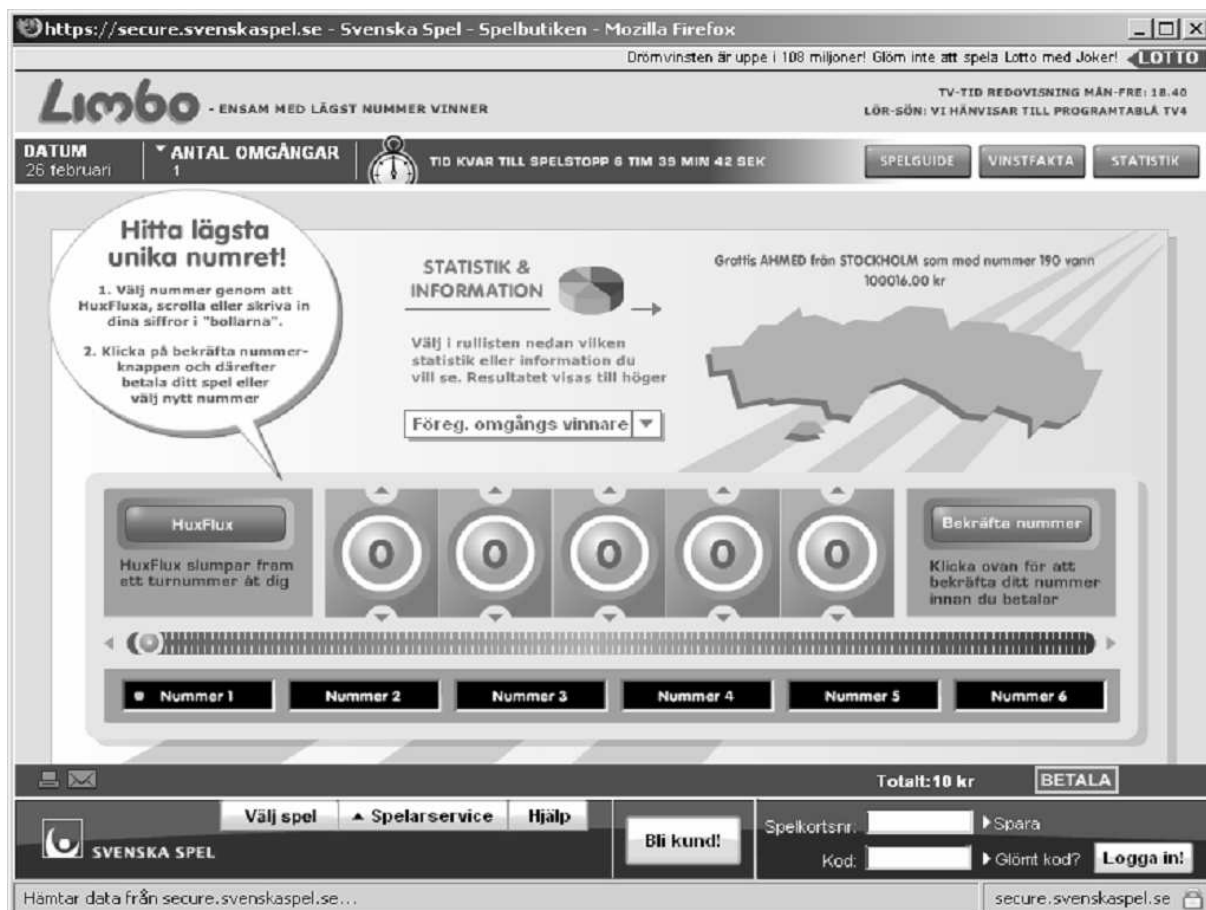 https://secure.svenskaspel.se - Svenska Spel - Spelbutiken - Mozilla Firefox
Drömvinsten är uppe i 108 miljoner! Glöm inte att spela Lotto med Joker! LOTTO
Limbo - ENSAM MED LÄGST NUMMER VINNER
TV-TID REDOVISNING MÅN-FRE: 18.40
LÖR-SÖN: VI HÄNVISAR TILL PROGRAMTABLÅ TV4
DATUM
26 februari
ANTAL OMGÅNGAR
1
TID KVAR TILL SPELSTOPP 6 TIM 39 MIN 42 SEK
SPELGUIDE
VINSTFAKTA
STATISTIK
Hitta lägsta
unika numret!
1. Välj nummer genom att
HuxFluxa, scrolla eller skriva in
dina siffror i "bollarna".
2. Klicka på bekräfta nummer-
knappen och därefter
betala ditt spel eller
välj nytt nummer
STATISTIK &
INFORMATION
Välj i rullisten nedan vilken
statistik eller information du
vill se. Resultatet visas till höger
Föreg. omgångs vinnare
Grattis AHMED från STOCKHOLM som med nummer 190 vann
100016.00 kr
HuxFlux
HuxFlux slumpar fram
ett turnummer åt dig
0 0 0 0 0
Bekräfta nummer
Klicka ovan för att
bekräfta ditt nummer
innan du betalar
Nummer 1
Nummer 2
Nummer 3
Nummer 4
Nummer 5
Nummer 6
Totalt:10 kr
BETALA
Välj spel
Spelarservice
Hjälp
SVENSKA SPEL
Bli kund!
Spelkortsnr:
Spara
Kod:
Glömt kod?
Logga in!
Hämtar data från secure.svenskaspel.se...
secure.svenskaspel.se